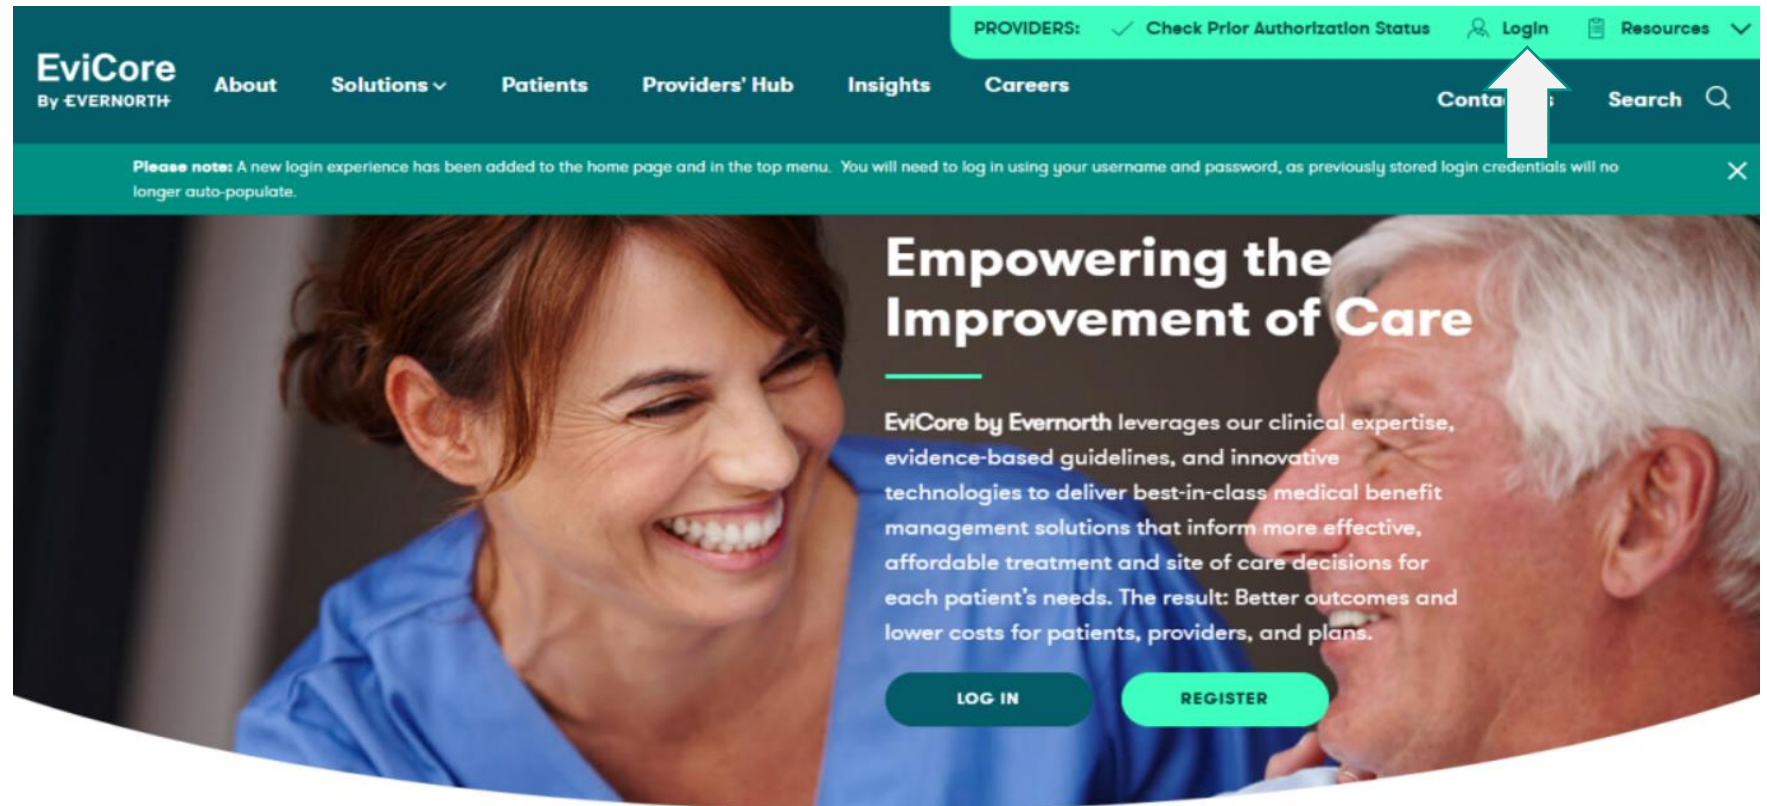 PROVIDERS: Check Prior Authorization Status Login Resources
EviCore
By EVERNORTH
About Solutions Patients Providers' Hub Insights Careers
Search
Please note: A new login experience has been added to the home page and in the top menu. You will need to log in using your username and password, as previously stored login credentials will no
longer auto-populate.
Empowering the
Improvement of Care
EviCore by Evernorth leverages our clinical expertise,
evidence-based guidelines, and innovative
technologies to deliver best-in-class medical benefit
management solutions that inform more effective,
affordable treatment and site of care decisions for
each patient's needs. The result: Better outcomes and
lower costs for patients, providers, and plans.
LOG IN REGISTER